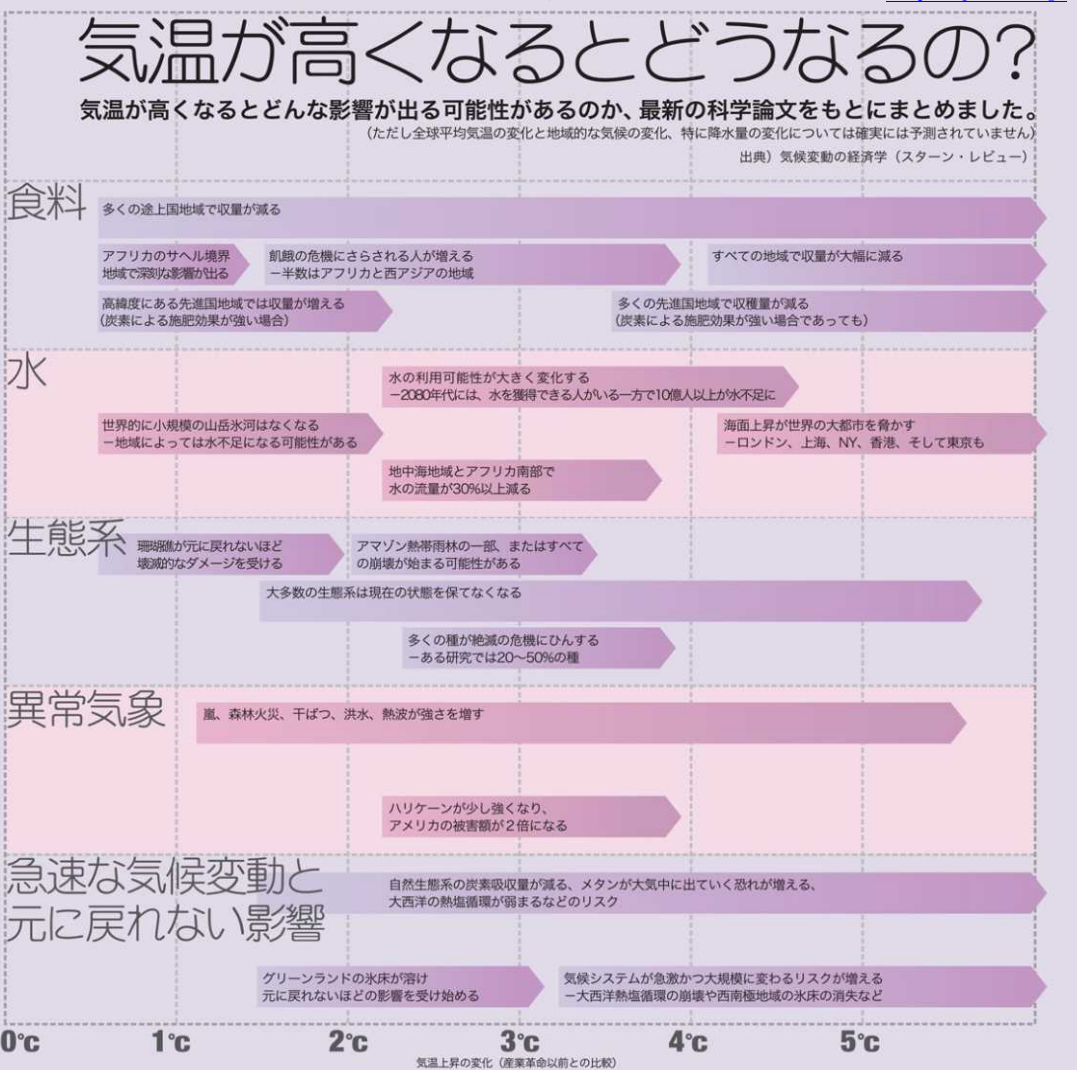 気温が高くなるとどうなるの?
気温が高くなるとどんな影響が出る可能性があるのか、最新の科学論文をもとにまとめました。
（ただし全球平均気温の変化と地域的な気候の変化、特に降水量の変化については確実には予測されていません）
出典）気候変動の経済学（スターン・レビュー）
食料
多くの途上国地域で収量が減る
アフリカのサヘル境界
地域で深刻な影響が出る
飢餓の危機にさらされる人が増える
－半数はアフリカと西アジアの地域
すべての地域で収量が大幅に減る
高緯度にある先進国地域では収量が増える
（炭素による施肥効果が強い場合）
多くの先進国地域で収穫量が減る
（炭素による施肥効果が強い場合であっても）
水
水の利用可能性が大きく変化する
－2080年代には、水を獲得できる人がいる一方で10億人以上が水不足に
世界的に小規模の山岳氷河はなくなる
－地域によっては水不足になる可能性がある
海面上昇が世界の大都市を脅かす
－ロンドン、上海、NY、香港、そして東京も
地中海地域とアフリカ南部で
水の流量が30%以上減る
生態系
珊瑚礁が元に戻れないほど
壊滅的なダメージを受ける
アマゾン熱帯雨林の一部、またはすべて
の崩壊が始まる可能性がある
大多数の生態系は現在の状態を保てなくなる
多くの種が絶滅の危機にひんする
－ある研究では20〜50%の種
異常気象
嵐、森林火災、干ばつ、洪水、熱波が強さを増す
ハリケーンが少し強くなり、
アメリカの被害額が２倍になる
急速な気候変動と
元に戻れない影響
自然生態系の炭素吸収量が減る、メタンが大気中に出ていく恐れが増える、
大西洋の熱塩循環が弱まるなどのリスク
グリーンランドの氷床が溶け
元に戻れないほどの影響を受け始める
気候システムが急激かつ大規模に変わるリスクが増える
－大西洋熱塩循環の崩壊や西南極地域の氷床の消失など
0℃ 1℃ 2℃ 3℃ 4℃ 5℃
気温上昇の変化（産業革命以前との比較）